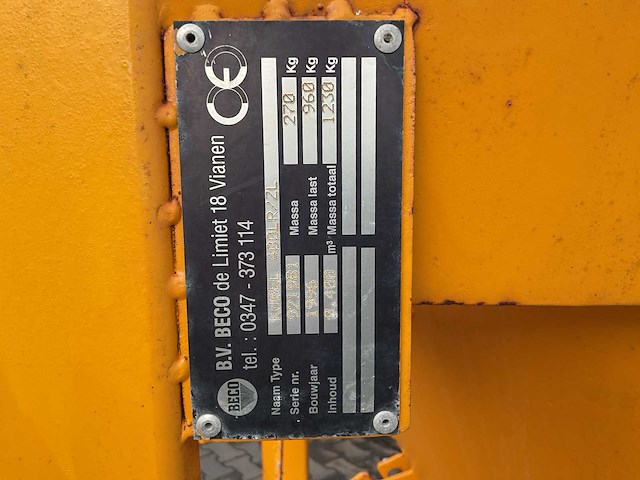 BECO
B.V. BECO de Limiet 18 Vianen
tel. : 0347 - 373 114
CE
Naam Type
Serie nr. Massa 270 Kg
Bouwjaar Massa last 960 Kg
Inhoud m³ Massa totaal 1230 Kg